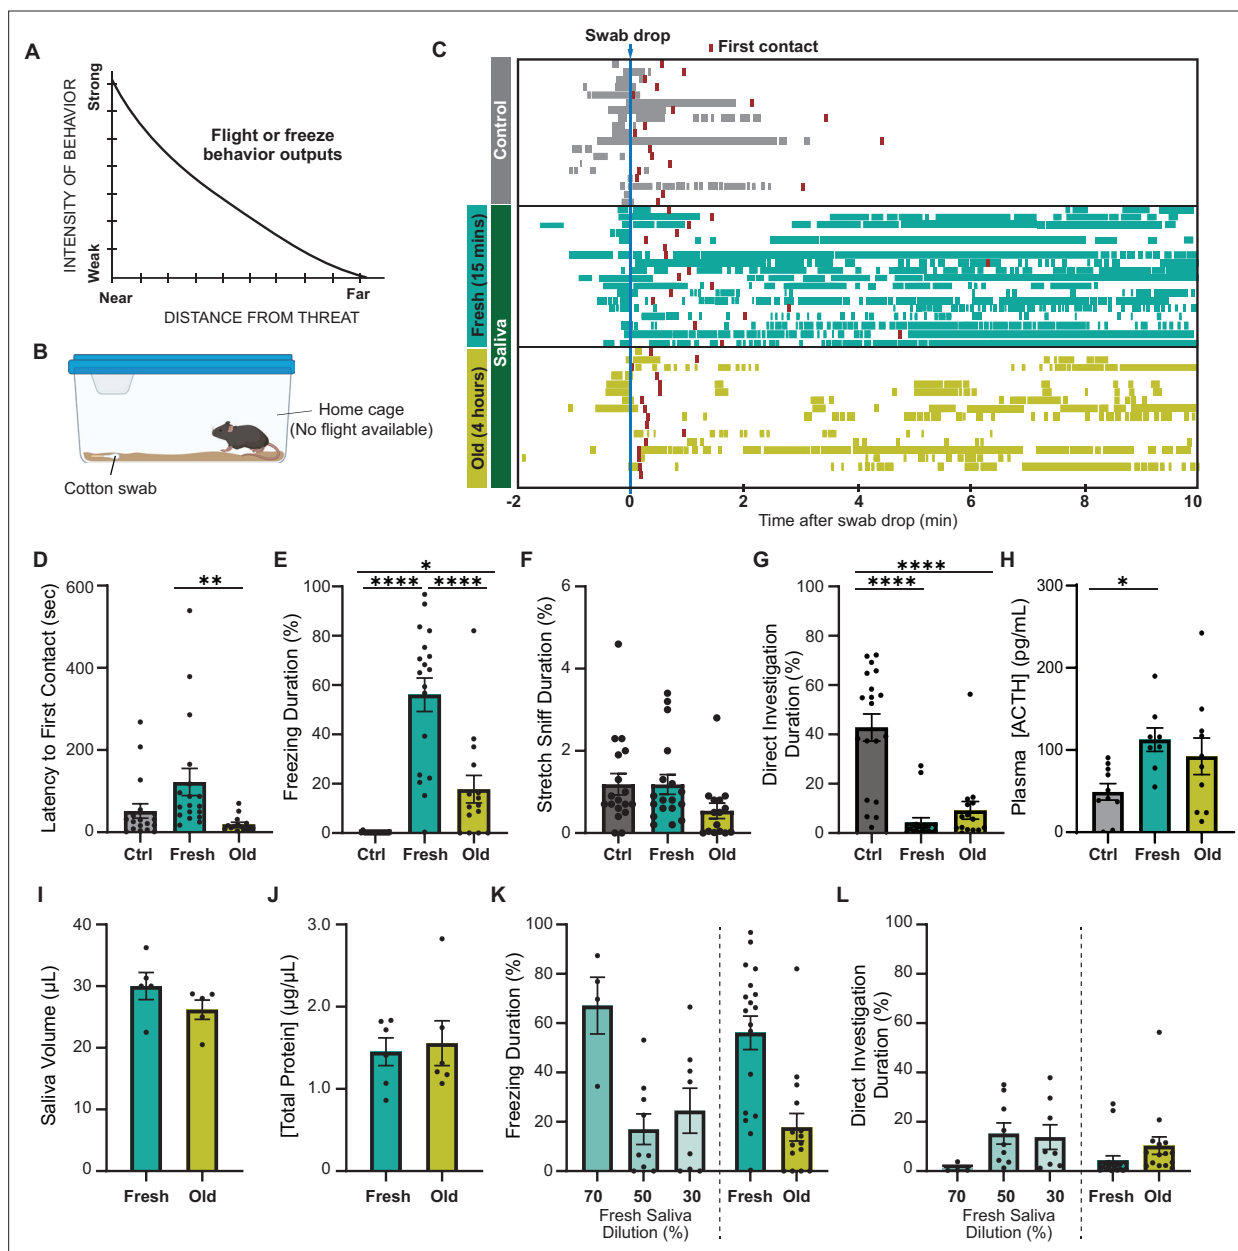 A
Strong
INTENSITY OF BEHAVIOR
Weak
Flight or freeze
behavior outputs
Near
Far
DISTANCE FROM THREAT
B
Home cage
(No flight available)
Cotton swab
C
Swab drop
First contact
Control
Fresh (15 mins)
Old (4 hours)
Saliva
-2
0
2
4
6
8
10
Time after swab drop (min)
D
**
Latency to First Contact (sec)
600
400
200
0
Ctrl
Fresh
Old
E
*
**** ****
Freezing Duration (%)
100
80
60
40
20
0
Ctrl
Fresh
Old
F
Stretch Sniff Duration (%)
6
4
2
0
Ctrl
Fresh
Old
G
****
****
Direct Investigation
Duration (%)
100
80
60
40
20
0
Ctrl
Fresh
Old
H
*
Plasma [ACTH] (pg/mL)
300
200
100
0
Ctrl
Fresh
Old
I
Saliva Volume (µL)
40
30
20
10
0
Fresh
Old
J
[Total Protein] (µg/µL)
3.0
2.0
1.0
0
Fresh
Old
K
Freezing Duration (%)
100
80
60
40
20
0
70
50
30
Fresh
Old
Fresh Saliva
Dilution (%)
L
Direct Investigation
Duration (%)
100
80
60
40
20
0
70
50
30
Fresh
Old
Fresh Saliva
Dilution (%)